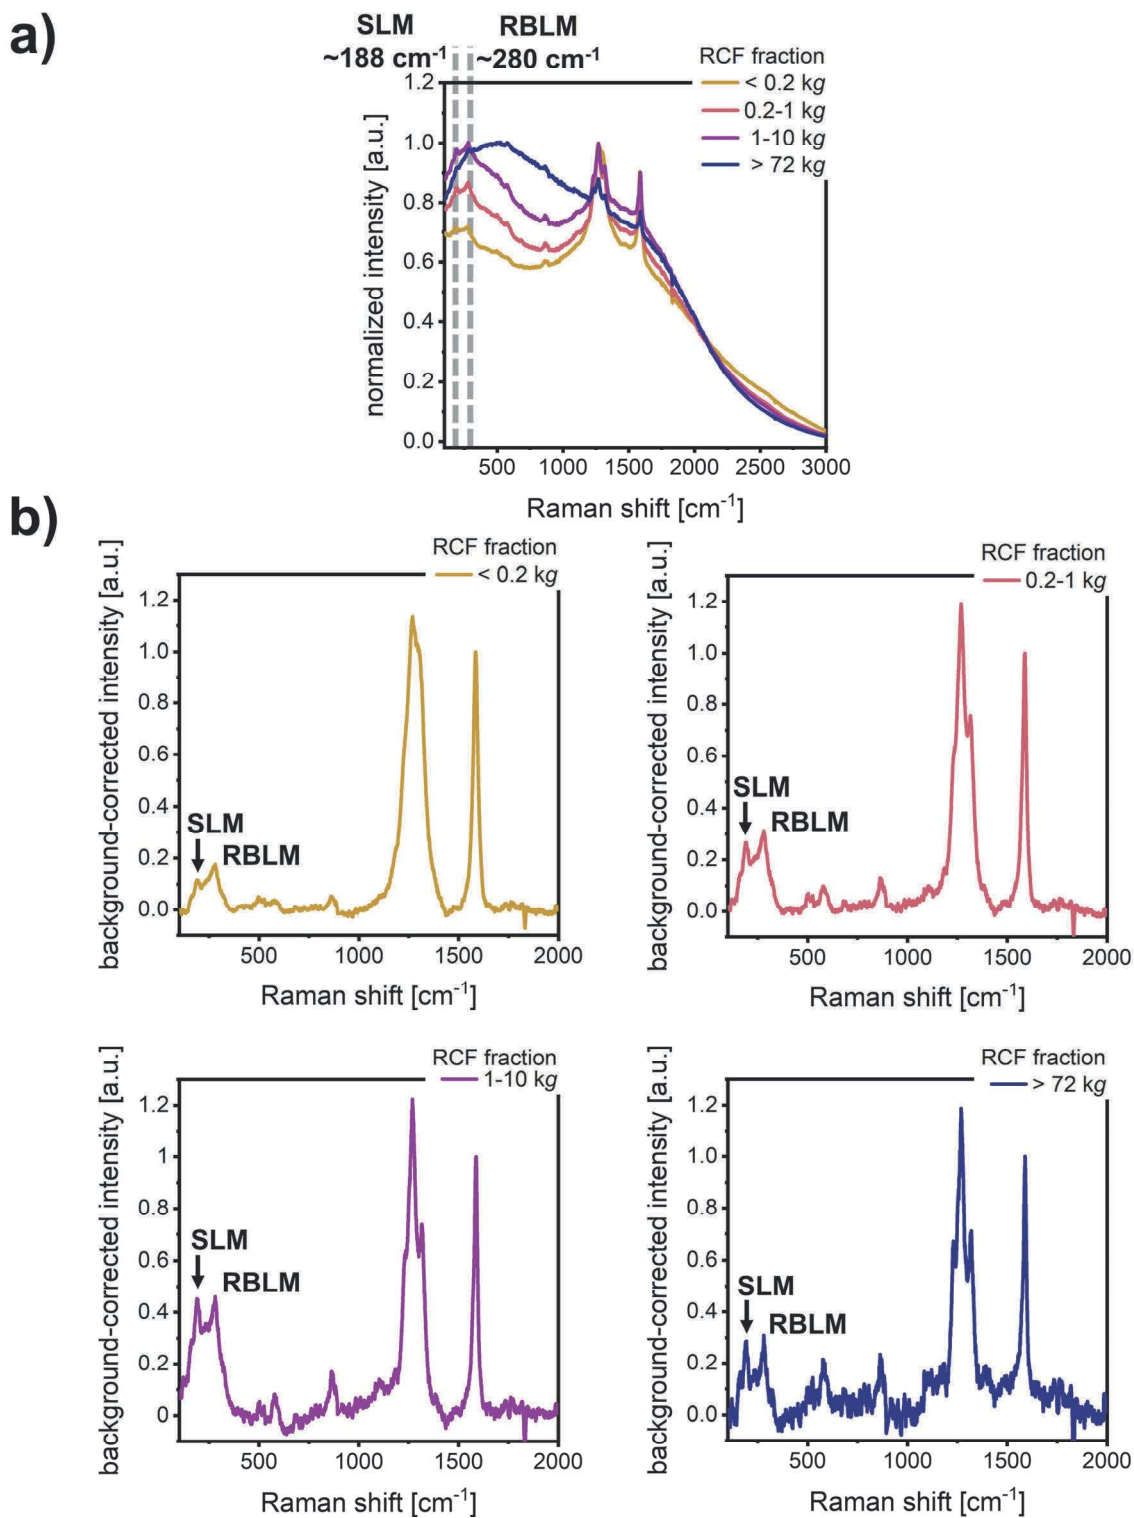 a)
SLM
~188 cm⁻¹
RBLM
~280 cm⁻¹
RCF fraction
< 0.2 kg
0.2-1 kg
1-10 kg
> 72 kg
normalized intensity [a.u.]
1.2
1.0
0.8
0.6
0.4
0.2
0.0
500 1000 1500 2000 2500 3000
Raman shift [cm⁻¹]
b)
RCF fraction
< 0.2 kg
background-corrected intensity [a.u.]
1.2
1.0
0.8
0.6
0.4
0.2
0.0
SLM
RBLM
500 1000 1500 2000
Raman shift [cm⁻¹]
RCF fraction
0.2-1 kg
background-corrected intensity [a.u.]
1.2
1.0
0.8
0.6
0.4
0.2
0.0
SLM
RBLM
500 1000 1500 2000
Raman shift [cm⁻¹]
RCF fraction
1-10 kg
background-corrected intensity [a.u.]
1.2
1
0.8
0.6
0.4
0.2
0
SLM
RBLM
500 1000 1500 2000
Raman shift [cm⁻¹]
RCF fraction
> 72 kg
background-corrected intensity [a.u.]
1.2
1.0
0.8
0.6
0.4
0.2
0.0
SLM
RBLM
500 1000 1500 2000
Raman shift [cm⁻¹]